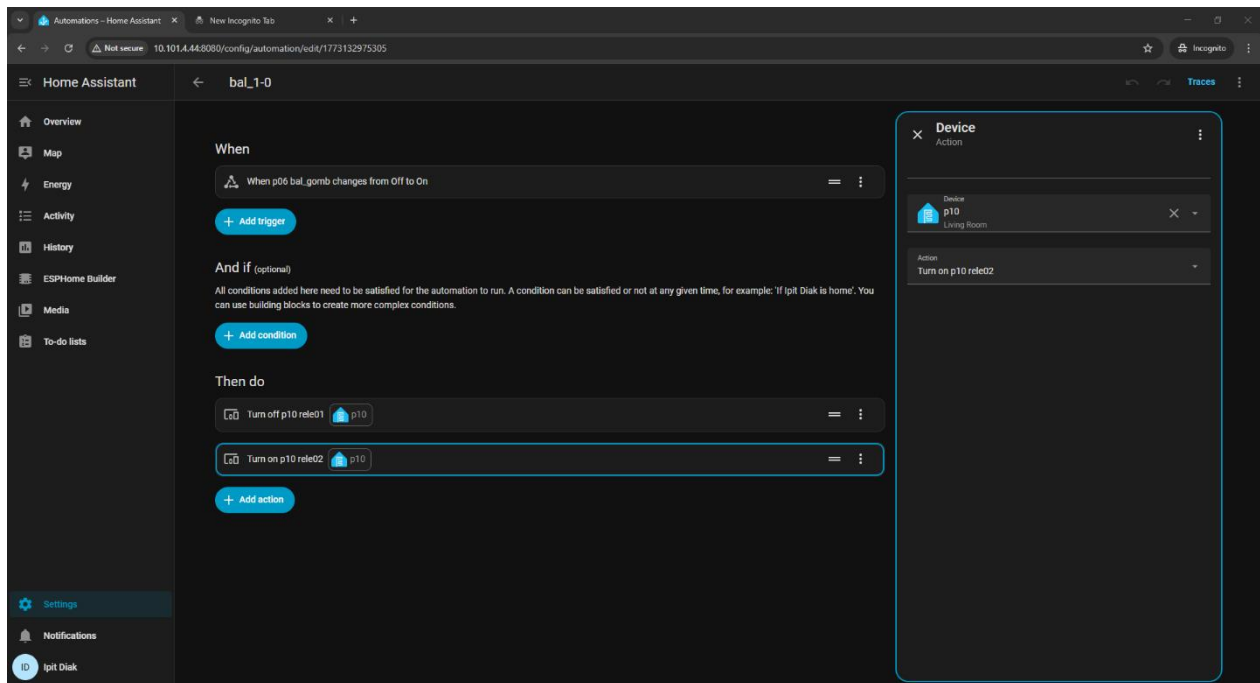 Automations – Home Assistant
New Incognito Tab
Not secure 10.101.4.44:8080/config/automation/edit/1773132975305
Incognito
Home Assistant
bal_1-0
Traces
Overview
Map
Energy
Activity
History
ESPHome Builder
Media
To-do lists
Settings
Notifications
ID Ipit Diak
When
When p06 bal_gomb changes from Off to On
+ Add trigger
And if (optional)
All conditions added here need to be satisfied for the automation to run. A condition can be satisfied or not at any given time, for example: 'If Ipit Diak is home'. You
can use building blocks to create more complex conditions.
+ Add condition
Then do
Turn off p10 rele01 p10
Turn on p10 rele02 p10
+ Add action
Device
Action
Device
p10
Living Room
Action
Turn on p10 rele02